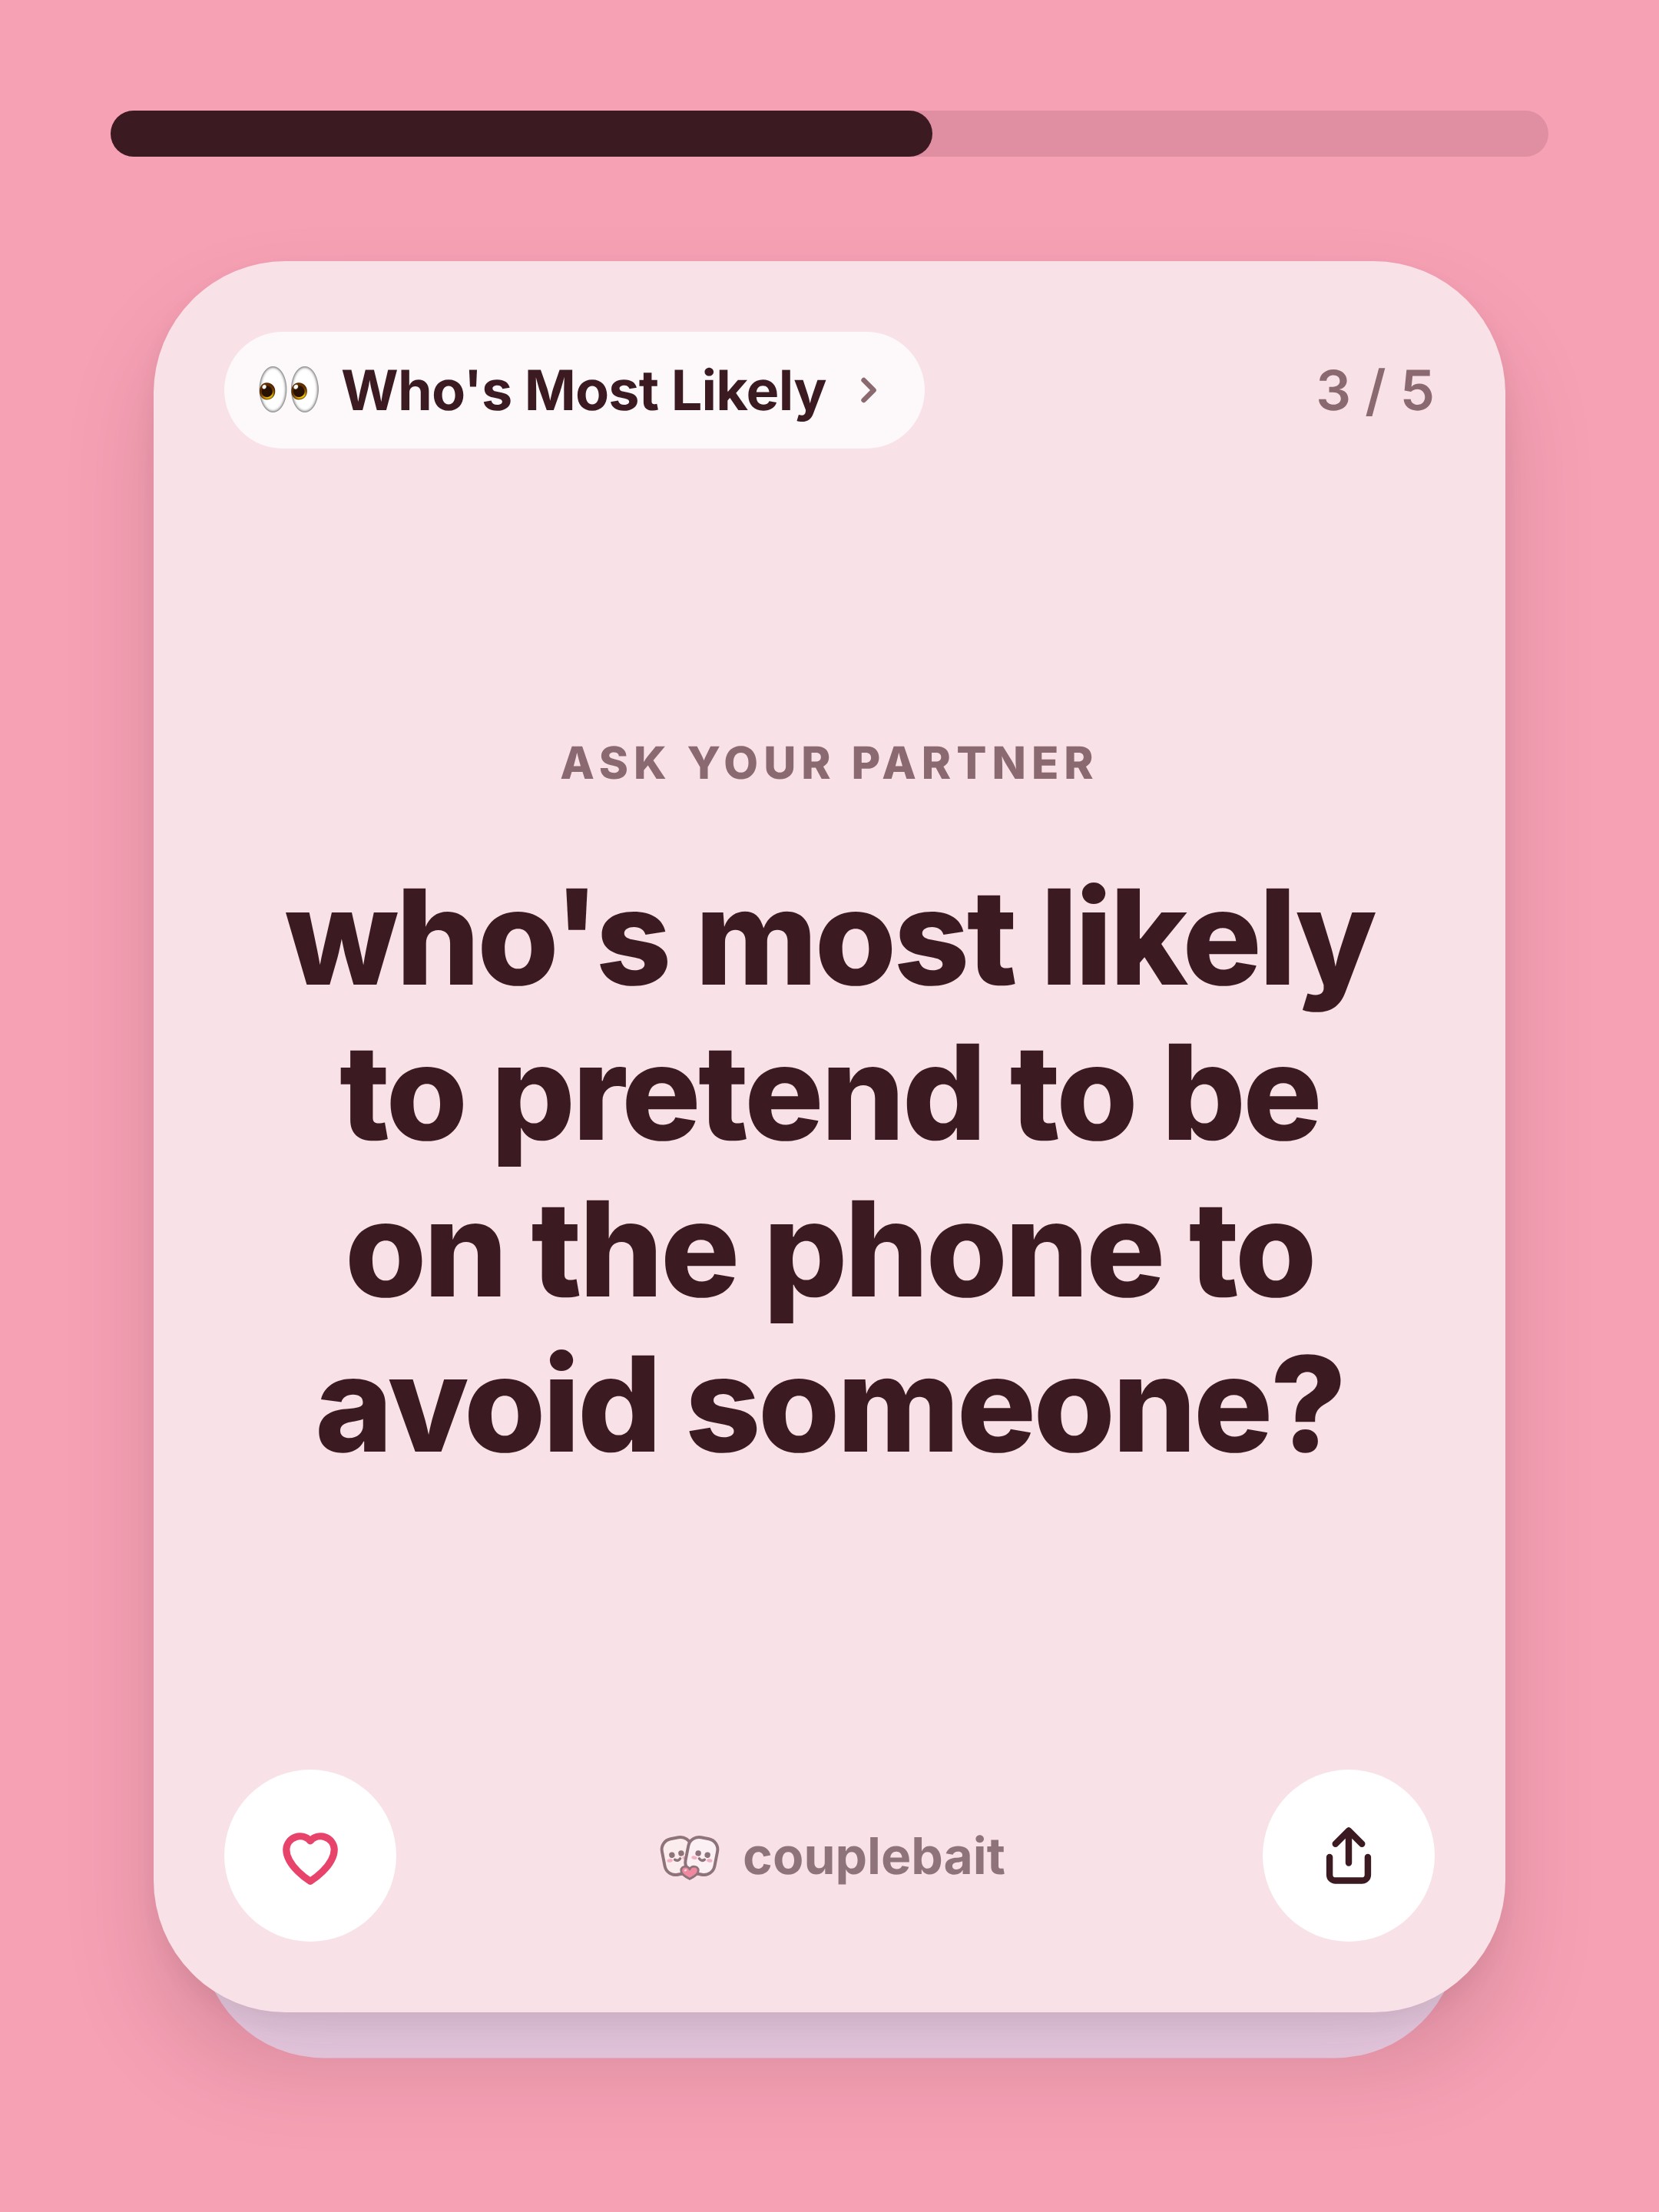 👀 Who's Most Likely
3 / 5
ASK YOUR PARTNER
who's most likely
to pretend to be
on the phone to
avoid someone?
couplebait